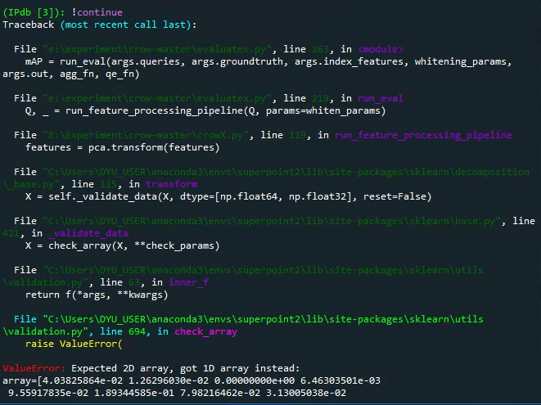 (IPdb [3]): !continue
Traceback (most recent call last):
File "e:\experiment\crow-master\evaluatex.py", line 263, in <module>
mAP = run_eval(args.queries, args.groundtruth, args.index_features, whitening_params,
args.out, agg_fn, qe_fn)
File "e:\experiment\crow-master\evaluatex.py", line 219, in run_eval
Q, _ = run_feature_processing_pipeline(Q, params=whiten_params)
File "E:\Experiment\crow-master\crowX.py", line 119, in run_feature_processing_pipeline
features = pca.transform(features)
File "C:\Users\DYU_USER\anaconda3\envs\superpoint2\lib\site-packages\sklearn\decomposition
\_base.py", line 115, in transform
X = self._validate_data(X, dtype=[np.float64, np.float32], reset=False)
File "C:\Users\DYU_USER\anaconda3\envs\superpoint2\lib\site-packages\sklearn\base.py", line
421, in _validate_data
X = check_array(X, **check_params)
File "C:\Users\DYU_USER\anaconda3\envs\superpoint2\lib\site-packages\sklearn\utils
\validation.py", line 63, in inner_f
return f(*args, **kwargs)
File "C:\Users\DYU_USER\anaconda3\envs\superpoint2\lib\site-packages\sklearn\utils
\validation.py", line 694, in check_array
raise ValueError(
ValueError: Expected 2D array, got 1D array instead:
array=[4.03825864e-02 1.26296030e-02 0.00000000e+00 6.46303501e-03
9.55917835e-02 1.89344585e-01 7.98216462e-02 3.13005038e-02